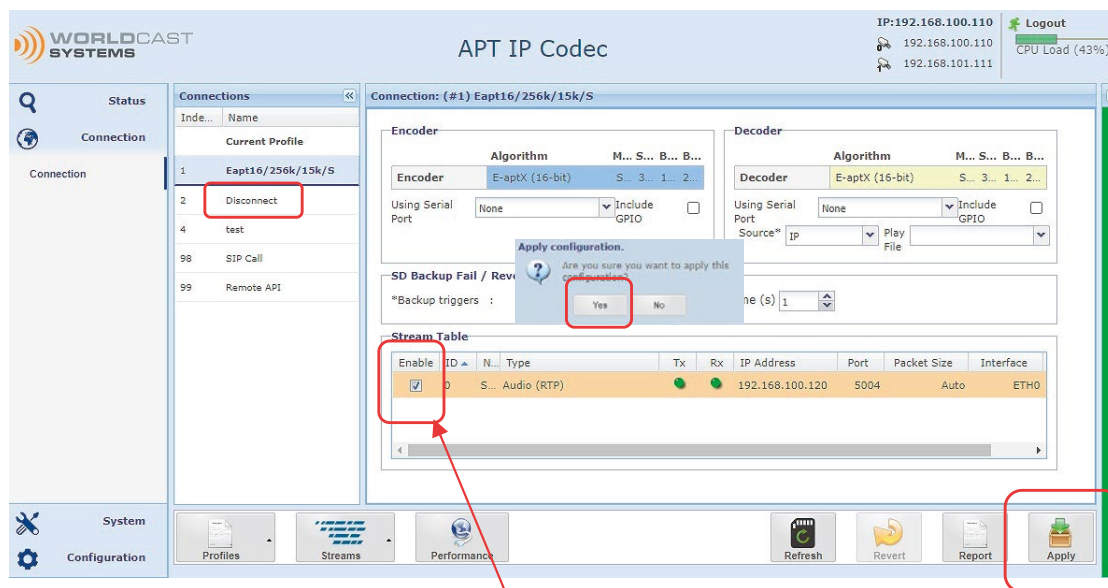 WORLDCAST
SYSTEMS
APT IP Codec
IP:192.168.100.110
192.168.100.110
192.168.101.111
Logout
CPU Load (43%)
Status
Connection
Connection
System
Configuration
Connections
Inde... Name
Current Profile
1 Eapt16/256k/15k/S
2 Disconnect
4 test
98 SIP Call
99 Remote API
Connection: (#1) Eapt16/256k/15k/S
Encoder
Algorithm M... S... B... B...
Encoder E-aptX (16-bit) S... 3... 1... 2...
Using Serial Port None Include GPIO
Decoder
Algorithm M... S... B... B...
Decoder E-aptX (16-bit) S... 3... 1... 2...
Using Serial Port None Include GPIO
Source* IP Play File
SD Backup Fail / Reve
*Backup triggers :
me (s) 1
Apply configuration.
Are you sure you want to apply this
configuration?
Yes No
Stream Table
Enable ID N... Type Tx Rx IP Address Port Packet Size Interface
0 S... Audio (RTP) 192.168.100.120 5004 Auto ETH0
Profiles Streams Performance Refresh Revert Report Apply